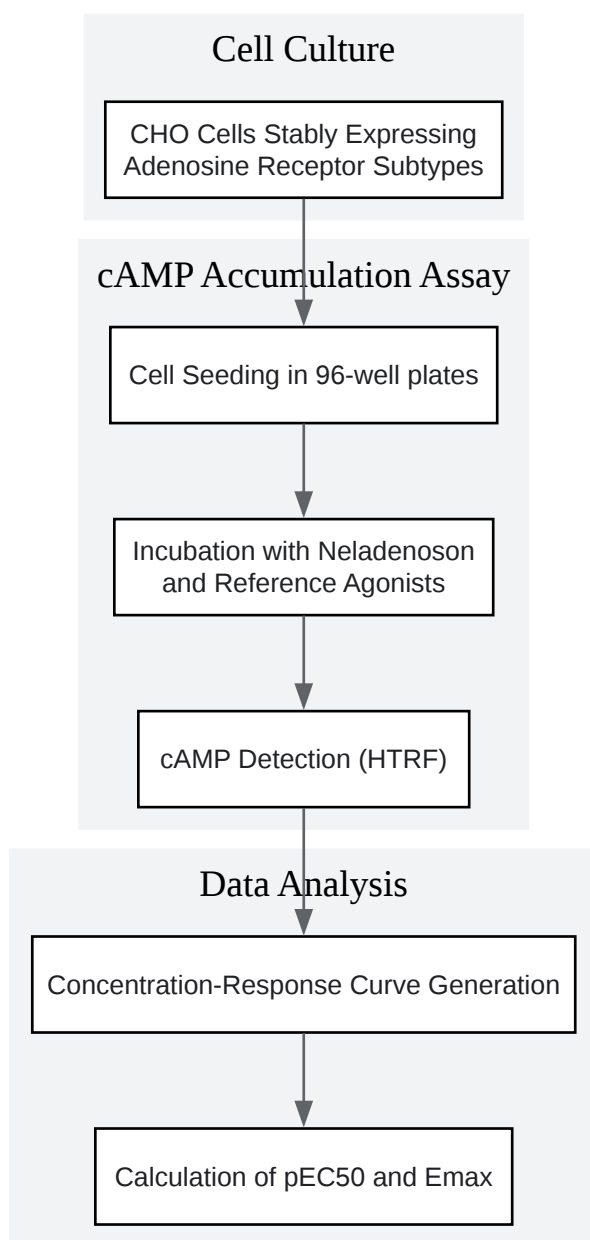 Cell Culture
CHO Cells Stably Expressing
Adenosine Receptor Subtypes
cAMP Accumulation Assay
Cell Seeding in 96-well plates
Incubation with Neladenoson
and Reference Agonists
cAMP Detection (HTRF)
Data Analysis
Concentration-Response Curve Generation
Calculation of pEC50 and Emax